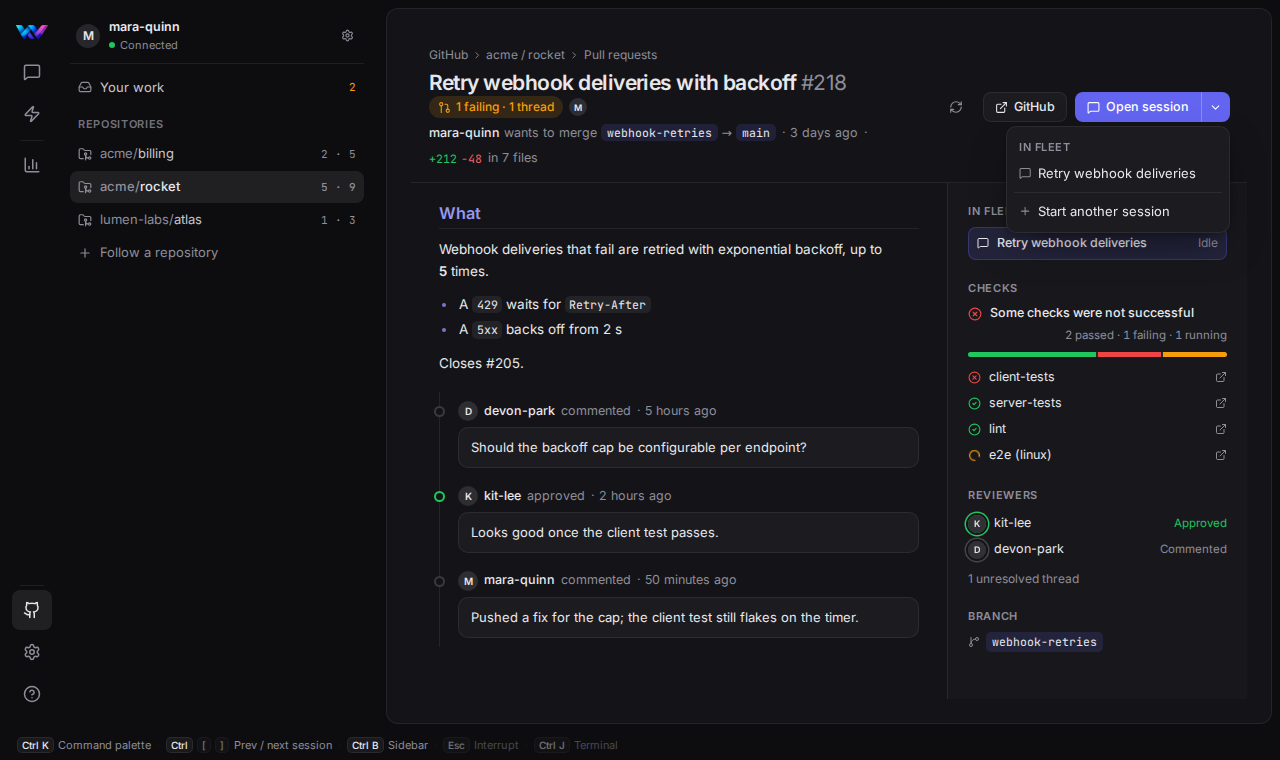 M
mara-quinn
Connected
Your work 2
REPOSITORIES
acme/billing 2 · 5
acme/rocket 5 · 9
lumen-labs/atlas 1 · 3
Follow a repository
GitHub › acme / rocket › Pull requests
Retry webhook deliveries with backoff #218
1 failing · 1 thread M
GitHub
Open session
mara-quinn wants to merge webhook-retries → main · 3 days ago ·
+212 -48 in 7 files
IN FLEET
Retry webhook deliveries
Start another session
What
Webhook deliveries that fail are retried with exponential backoff, up to
5 times.
• A 429 waits for Retry-After
• A 5xx backs off from 2 s
Closes #205.
D devon-park commented · 5 hours ago
Should the backoff cap be configurable per endpoint?
K kit-lee approved · 2 hours ago
Looks good once the client test passes.
M mara-quinn commented · 50 minutes ago
Pushed a fix for the cap; the client test still flakes on the timer.
Retry webhook deliveries Idle
CHECKS
Some checks were not successful
2 passed · 1 failing · 1 running
client-tests
server-tests
lint
e2e (linux)
REVIEWERS
K kit-lee Approved
D devon-park Commented
1 unresolved thread
BRANCH
webhook-retries
Ctrl K Command palette Ctrl [ ] Prev / next session Ctrl B Sidebar Esc Interrupt Ctrl J Terminal